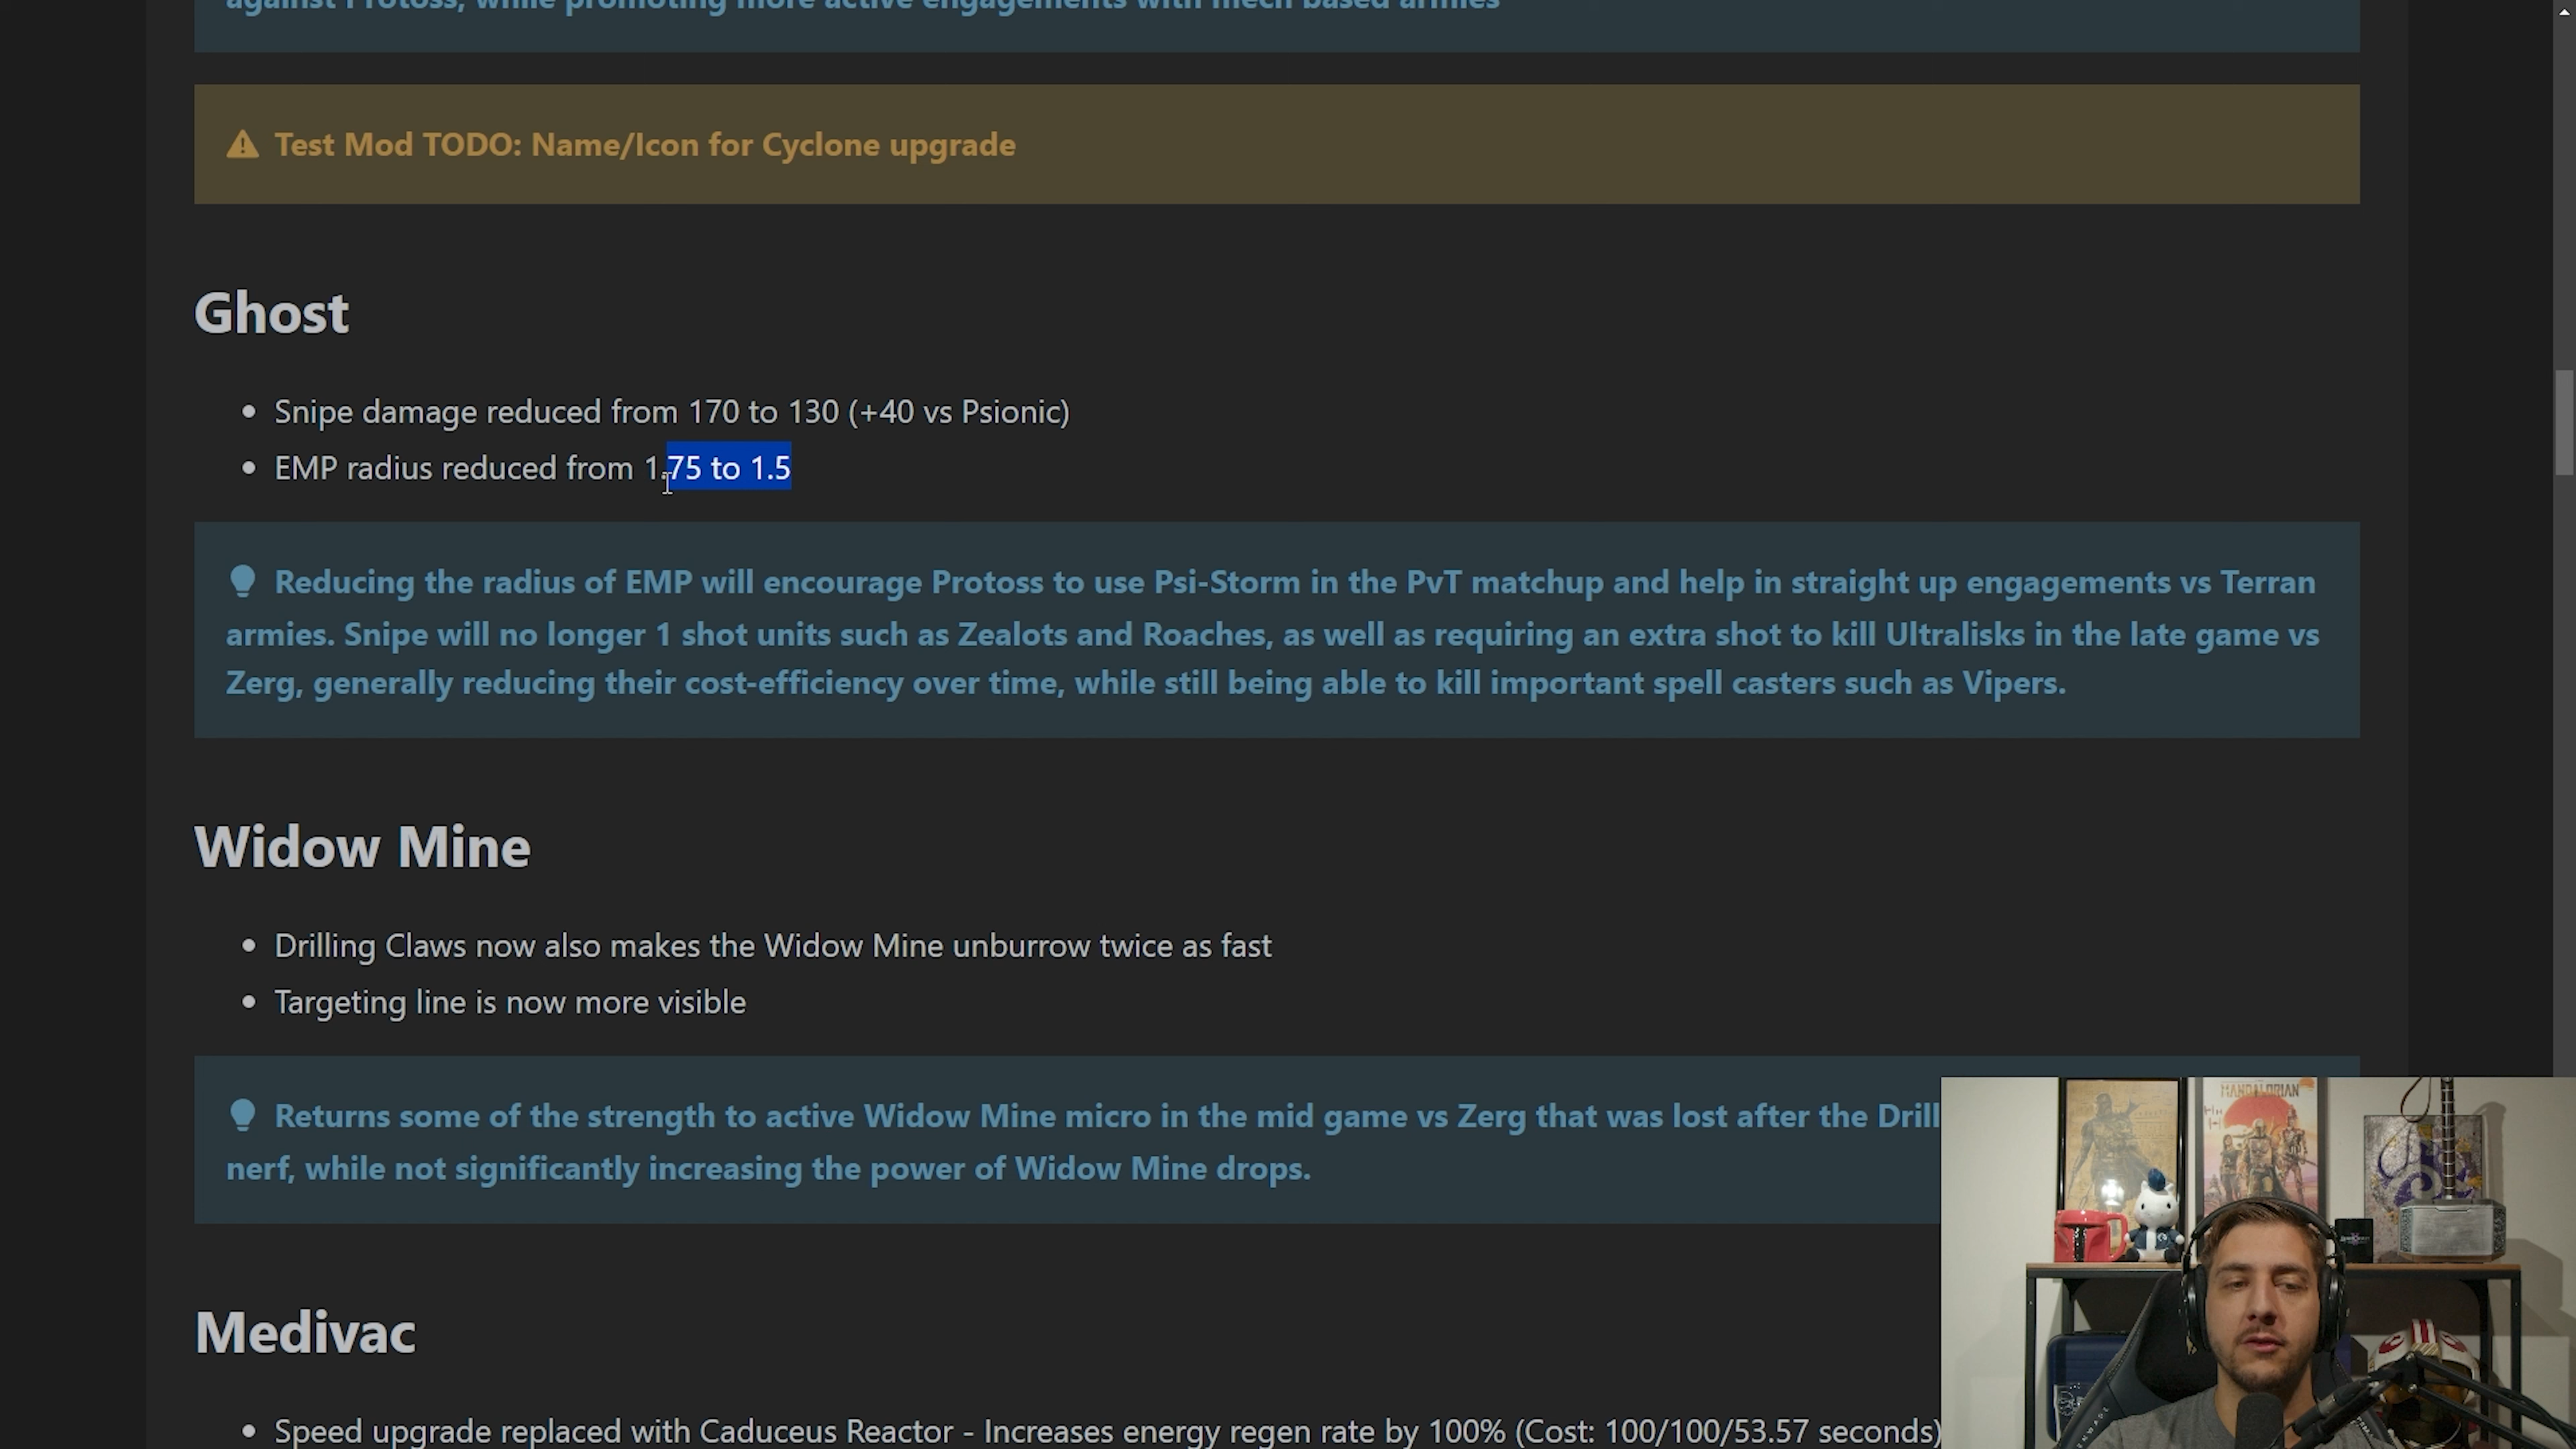 against Protoss, while promoting more active engagements with mech based armies
Test Mod TODO: Name/Icon for Cyclone upgrade
Ghost
Snipe damage reduced from 170 to 130 (+40 vs Psionic)
EMP radius reduced from 1.75 to 1.5
Reducing the radius of EMP will encourage Protoss to use Psi-Storm in the PvT matchup and help in straight up engagements vs Terran
armies. Snipe will no longer 1 shot units such as Zealots and Roaches, as well as requiring an extra shot to kill Ultralisks in the late game vs
Zerg, generally reducing their cost-efficiency over time, while still being able to kill important spell casters such as Vipers.
Widow Mine
Drilling Claws now also makes the Widow Mine unburrow twice as fast
Targeting line is now more visible
Returns some of the strength to active Widow Mine micro in the mid game vs Zerg that was lost after the Drill
nerf, while not significantly increasing the power of Widow Mine drops.
MANDALORIAN
Medivac
Speed upgrade replaced with Caduceus Reactor - Increases energy regen rate by 100% (Cost: 100/100/53.57 seconds)